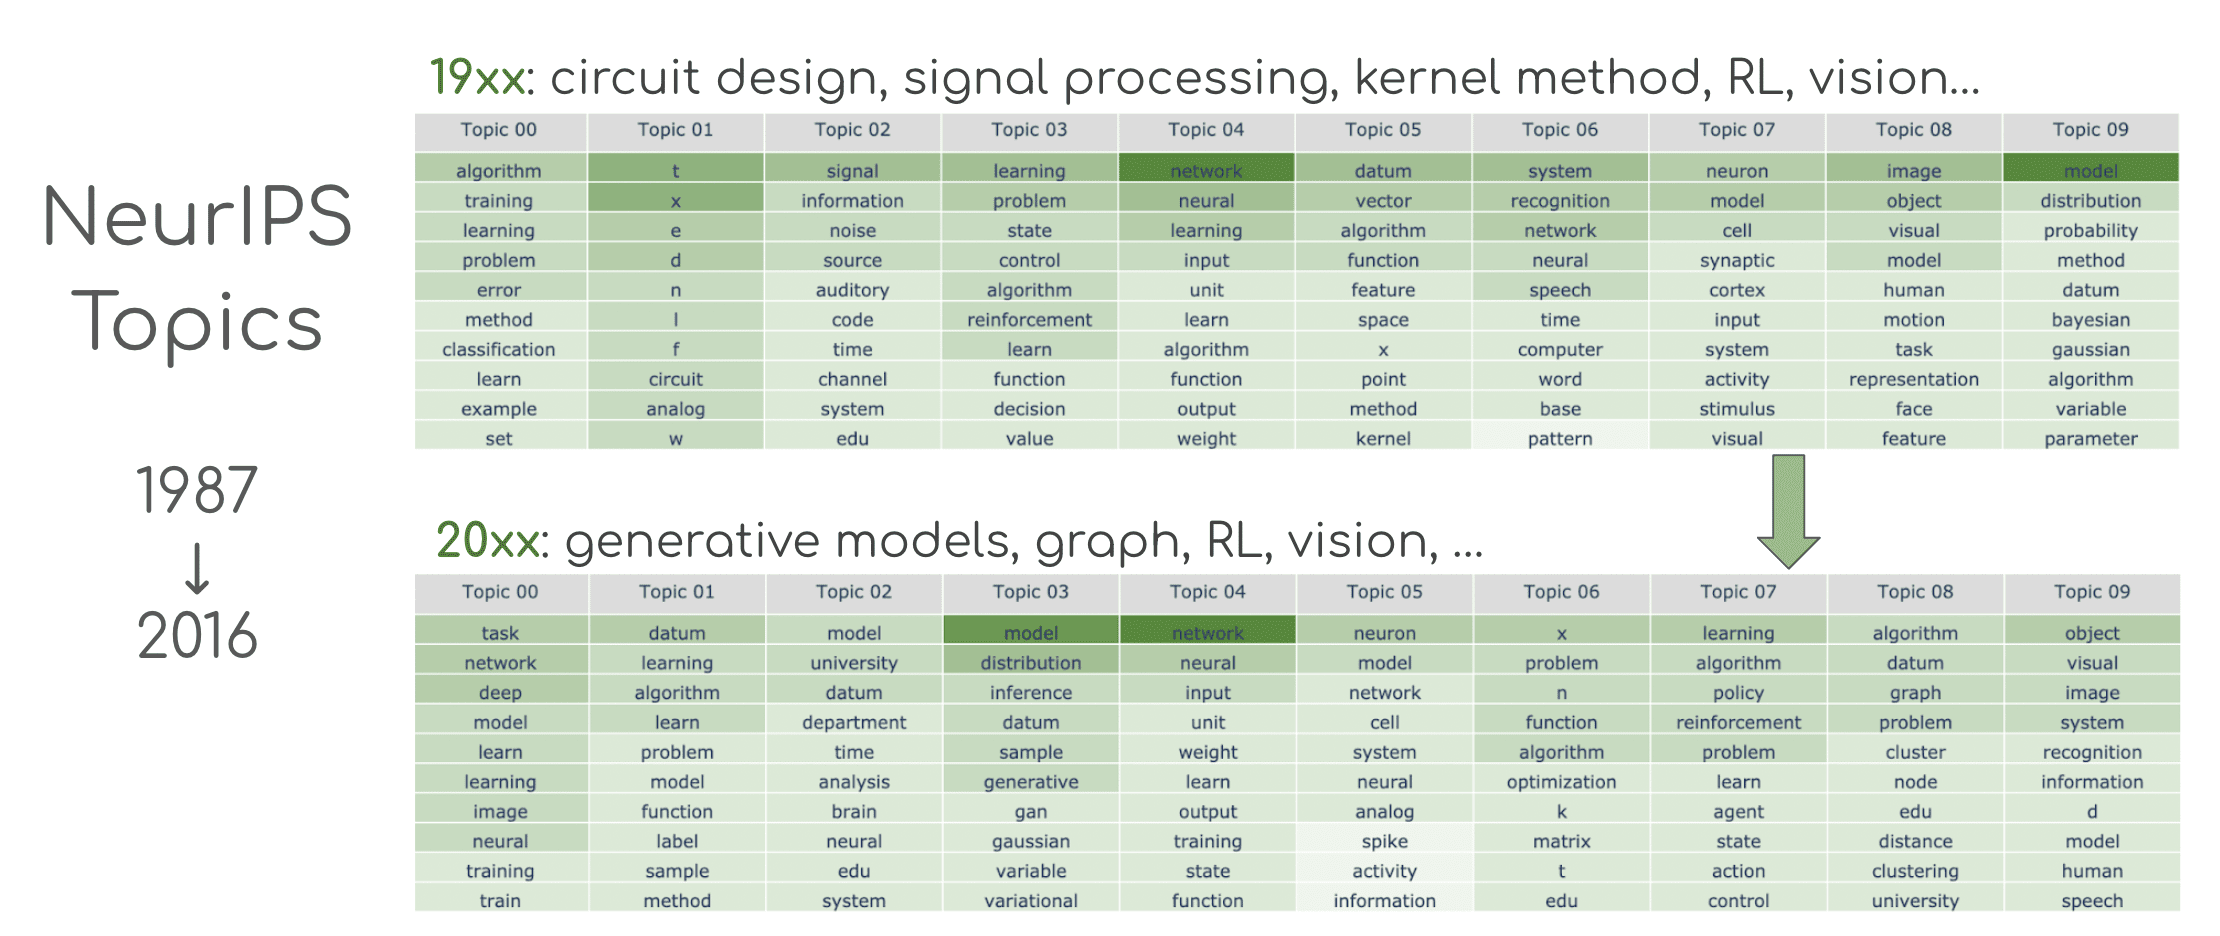 NeurIPS
Topics
1987
↓
2016
19xx: circuit design, signal processing, kernel method, RL, vision...
Topic 00 Topic 01 Topic 02 Topic 03 Topic 04 Topic 05 Topic 06 Topic 07 Topic 08 Topic 09
algorithm t signal learning network datum system neuron image model
training x information problem neural vector recognition model object distribution
learning e noise state learning algorithm network cell visual probability
problem d source control input function neural synaptic model method
error n auditory algorithm unit feature speech cortex human datum
method l code reinforcement learn space time input motion bayesian
classification f time learn algorithm x computer system task gaussian
learn circuit channel function function point word activity representation algorithm
example analog system decision output method base stimulus face variable
set w edu value weight kernel pattern visual feature parameter
20xx: generative models, graph, RL, vision, ...
Topic 00 Topic 01 Topic 02 Topic 03 Topic 04 Topic 05 Topic 06 Topic 07 Topic 08 Topic 09
task datum model model network neuron x learning algorithm object
network learning university distribution neural model problem algorithm datum visual
deep algorithm datum inference input network n policy graph image
model learn department datum unit cell function reinforcement problem system
learn problem time sample weight system algorithm problem cluster recognition
learning model analysis generative learn neural optimization learn node information
image function brain gan output analog k agent edu d
neural label neural gaussian training spike matrix state distance model
training sample edu variable state activity t action clustering human
train method system variational function information edu control university speech